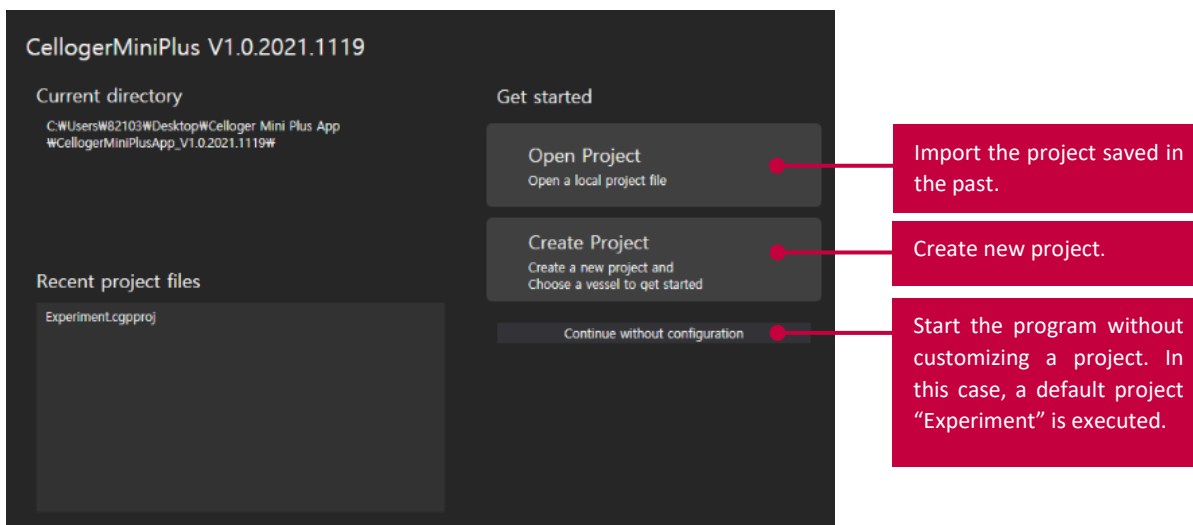 CellogerMiniPlus V1.0.2021.1119
Current directory
C:₩Users₩82103₩Desktop₩Celloger Mini Plus App
₩CellogerMiniPlusApp_V1.0.2021.1119₩
Recent project files
Experiment.cgpproj
Get started
Open Project
Open a local project file
Create Project
Create a new project and
Choose a vessel to get started
Continue without configuration
Import the project saved in
the past.
Create new project.
Start the program without
customizing a project. In
this case, a default project
“Experiment” is executed.